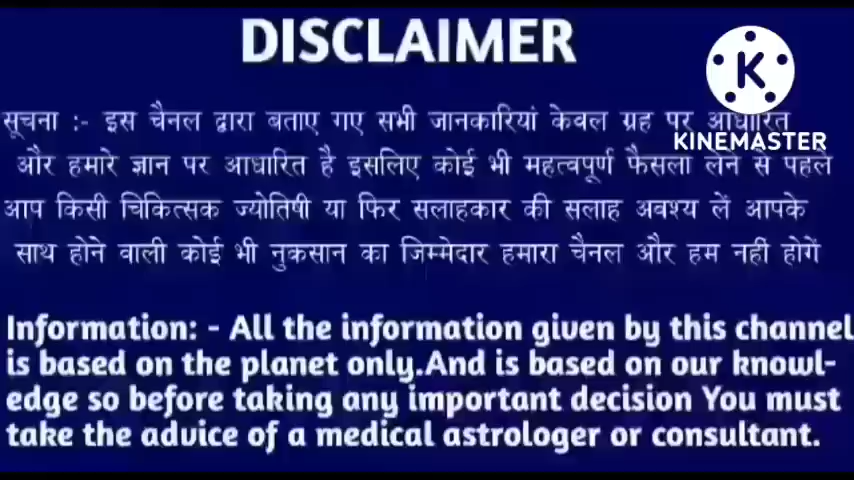 DISCLAIMER
K
KINEMASTER
सूचना :- इस चैनल द्वारा बताए गए सभी जानकारियां केवल ग्रह पर आधारित
और हमारे ज्ञान पर आधारित है इसलिए कोई भी महत्वपूर्ण फैसला लेने से पहले
आप किसी चिकित्सक ज्योतिषी या फिर सलाहकार की सलाह अवश्य लें आपके
साथ होने वाली कोई भी नुकसान का जिम्मेदार हमारा चैनल और हम नहीं होगें
Information: - All the information given by this channel
is based on the planet only.And is based on our knowl-
edge so before taking any important decision You must
take the advice of a medical astrologer or consultant.